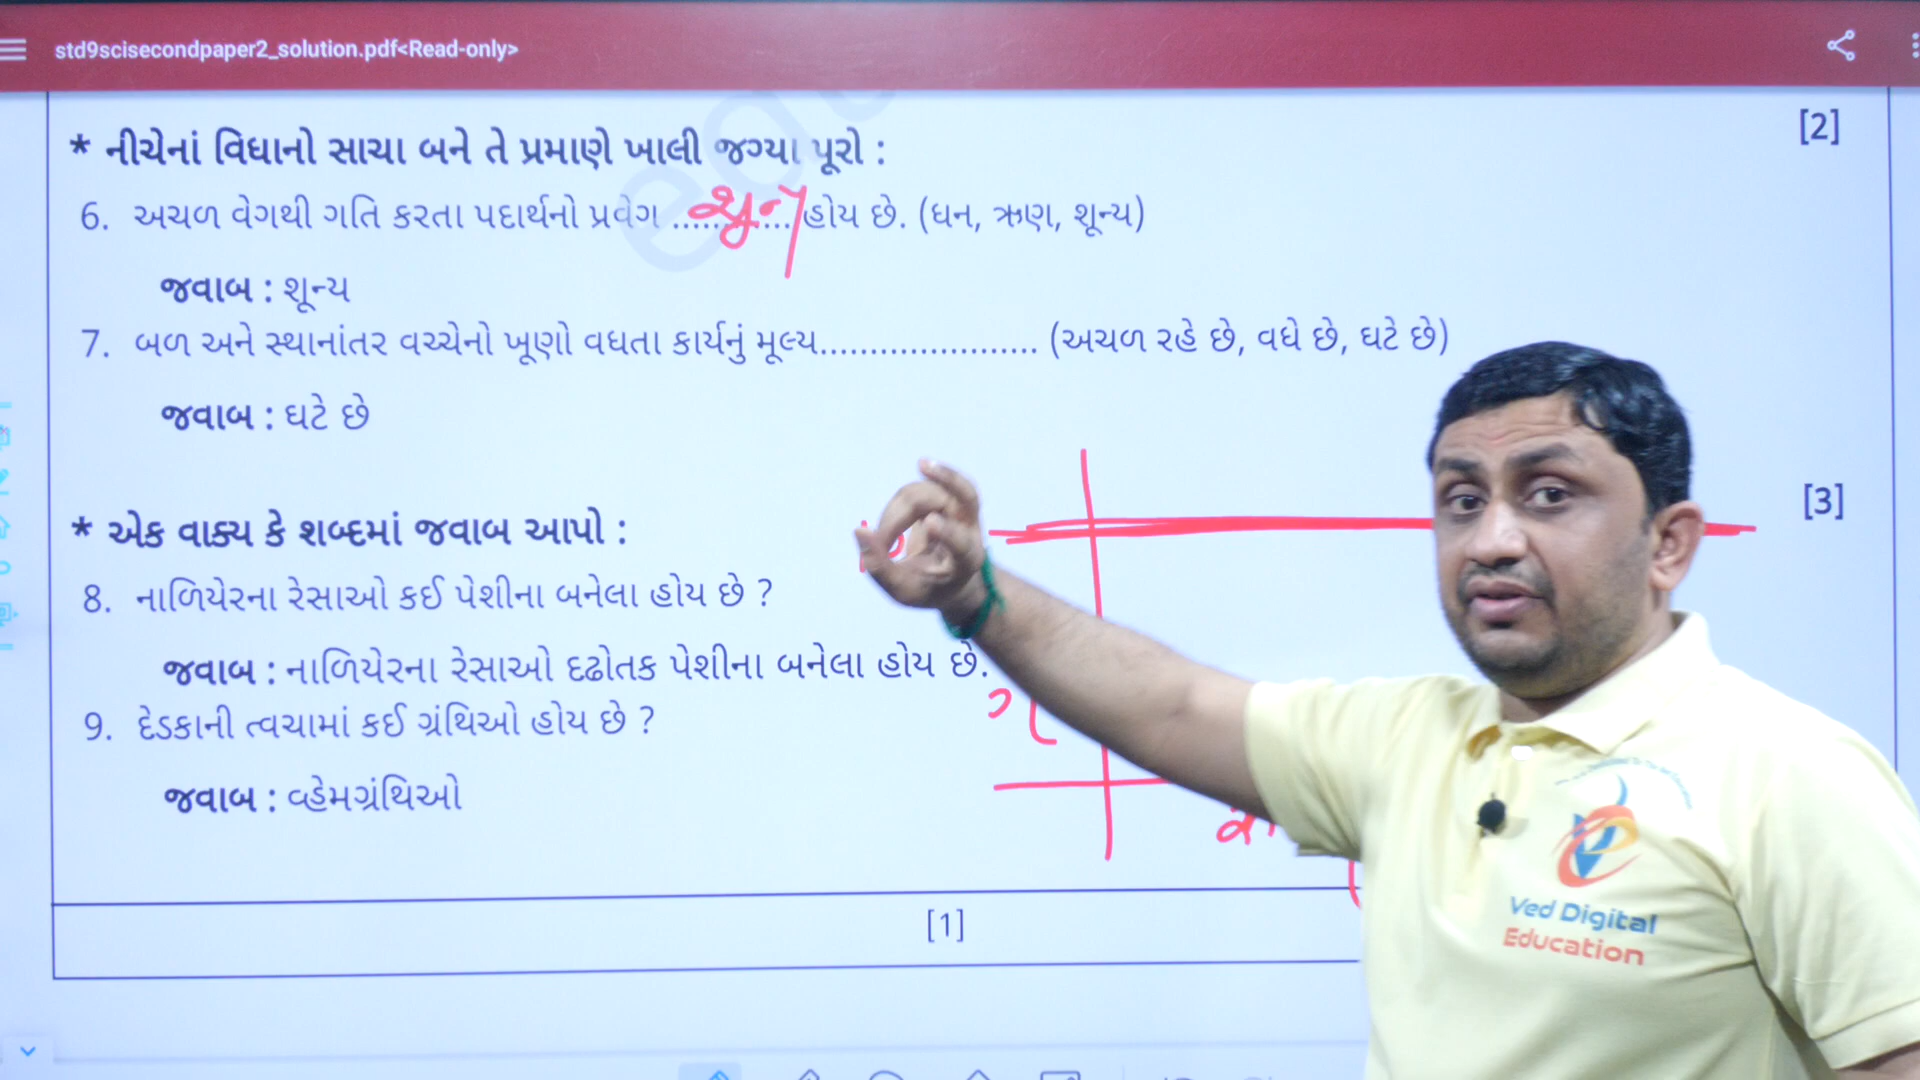 std9scisecondpaper2_solution.pdf<Read-only>
[2]
* નીચેનાં વિધાનો સાચા બને તે પ્રમાણે ખાલી જગ્યા પૂરો :
6. અચળ વેગથી ગતિ કરતા પદાર્થનો પ્રવેગ ............ હોય છે. (ધન, ઋણ, શૂન્ય)
શૂન્ય
જવાબ : શૂન્ય
7. બળ અને સ્થાનાંતર વચ્ચેનો ખૂણો વધતા કાર્યનું મૂલ્ય...................... (અચળ રહે છે, વધે છે, ઘટે છે)
જવાબ : ઘટે છે
[3]
* એક વાક્ય કે શબ્દમાં જવાબ આપો :
8. નાળિયેરના રેસાઓ કઈ પેશીના બનેલા હોય છે ?
જવાબ : નાળિયેરના રેસાઓ દઢોતક પેશીના બનેલા હોય છે.
9. દેડકાની ત્વચામાં કઈ ગ્રંથિઓ હોય છે ?
જવાબ : વ્હેમગ્રંથિઓ
[1]
Ved Digital
Education